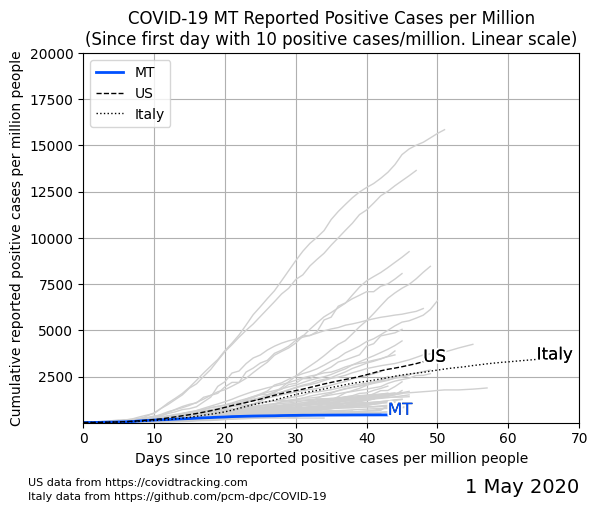 COVID-19 MT Reported Positive Cases per Million
(Since first day with 10 positive cases/million. Linear scale)
Cumulative reported positive cases per million people
20000
17500
15000
12500
10000
7500
5000
2500
MT
US
Italy
US
Italy
MT
0 10 20 30 40 50 60 70
Days since 10 reported positive cases per million people
US data from https://covidtracking.com
Italy data from https://github.com/pcm-dpc/COVID-19
1 May 2020